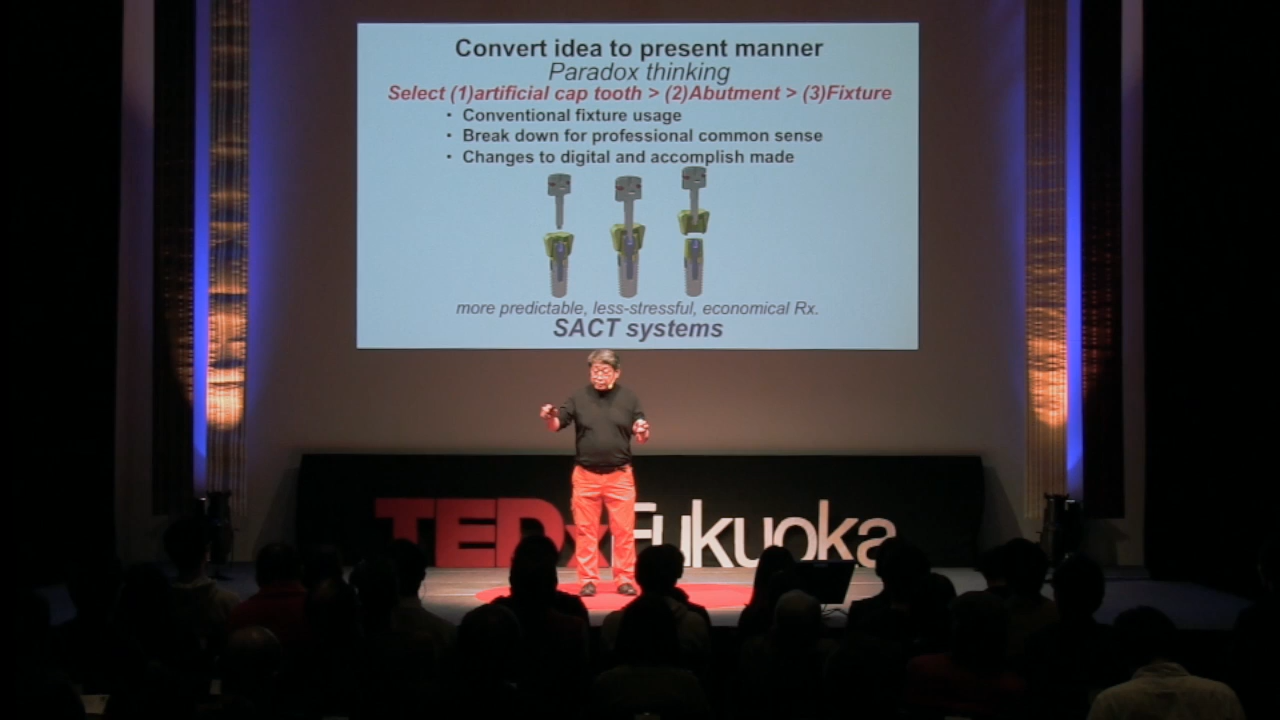 Convert idea to present manner
Paradox thinking
Select (1)artificial cap tooth > (2)Abutment > (3)Fixture
・ Conventional fixture usage
・ Break down for professional common sense
・ Changes to digital and accomplish made
more predictable, less-stressful, economical Rx.
SACT systems
TEDxFukuoka